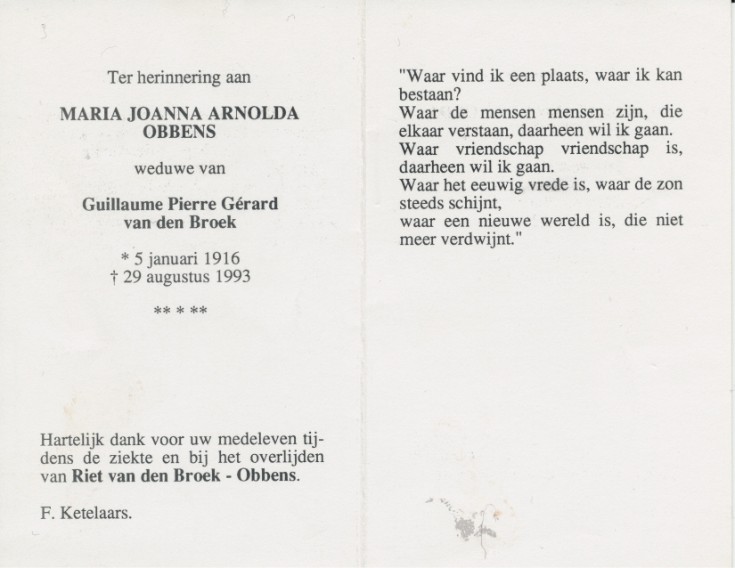 Ter herinnering aan
MARIA JOANNA ARNOLDA
OBBENS
weduwe van
Guillaume Pierre Gérard
van den Broek
* 5 januari 1916
† 29 augustus 1993
** * **
Hartelijk dank voor uw medeleven tij-
dens de ziekte en bij het overlijden
van Riet van den Broek - Obbens.
F. Ketelaars.
"Waar vind ik een plaats, waar ik kan
bestaan?
Waar de mensen mensen zijn, die
elkaar verstaan, daarheen wil ik gaan.
Waar vriendschap vriendschap is,
daarheen wil ik gaan.
Waar het eeuwig vrede is, waar de zon
steeds schijnt,
waar een nieuwe wereld is, die niet
meer verdwijnt."